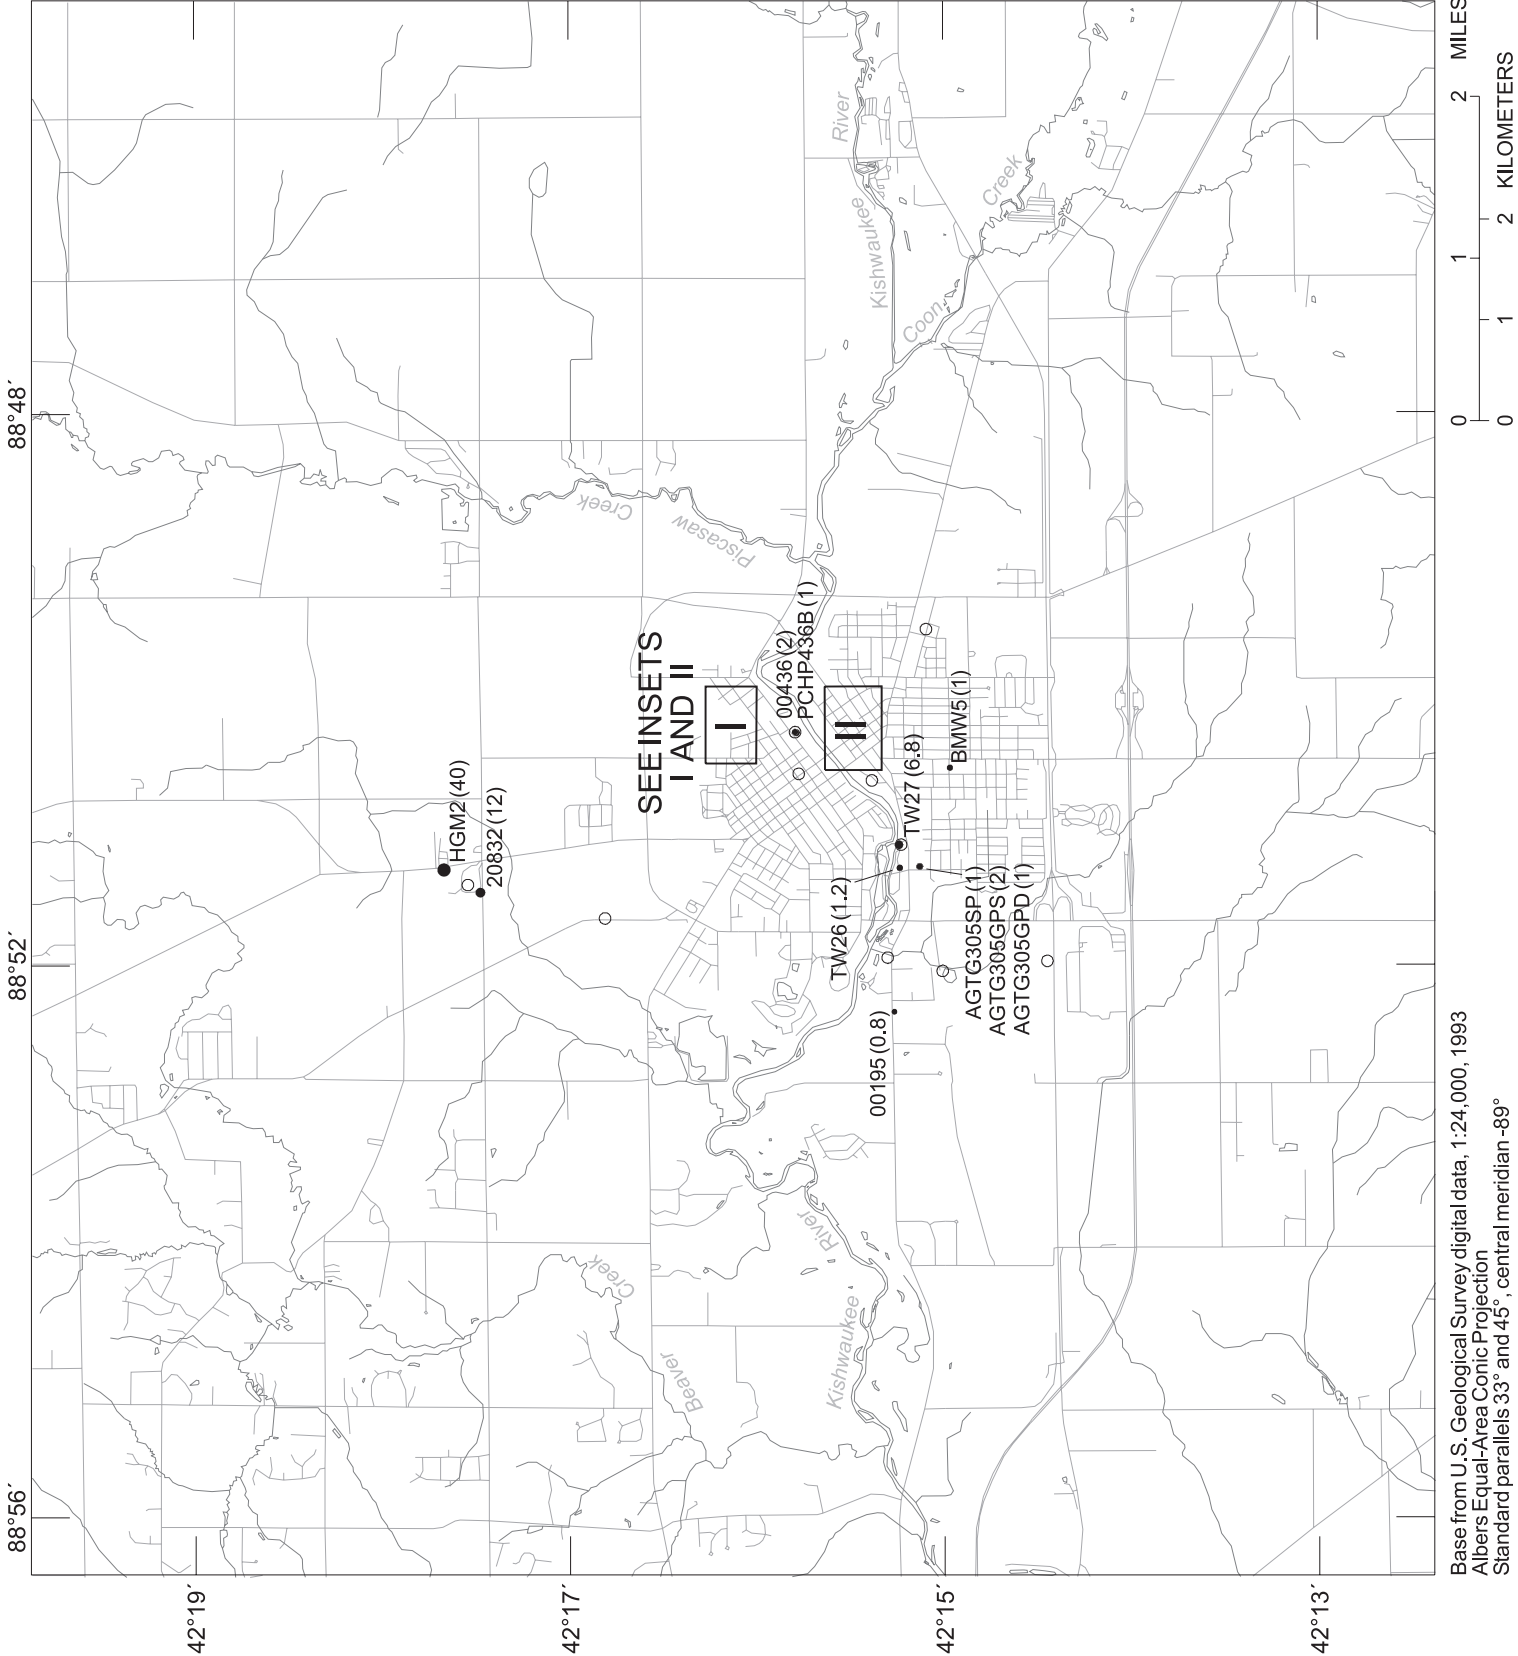 88°56´
88°52´
88°48´
42°19´
42°17´
42°15´
42°13´
HGM2 (40)
20832 (12)
SEE INSETS
I AND II
I
II
00436 (2)
PCHP436B (1)
TW27 (6.8)
BMW5 (1)
TW26 (1.2)
AGTG305SP (1)
AGTG305GPS (2)
AGTG305GPD (1)
00195 (0.8)
Piscasaw
Creek
Kishwaukee
River
Coon
Creek
Beaver
Creek
Kishwaukee
River
Base from U.S. Geological Survey digital data, 1:24,000, 1993
Albers Equal-Area Conic Projection
Standard parallels 33° and 45°, central meridian -89°
0 1 2 MILES
0 1 2 KILOMETERS